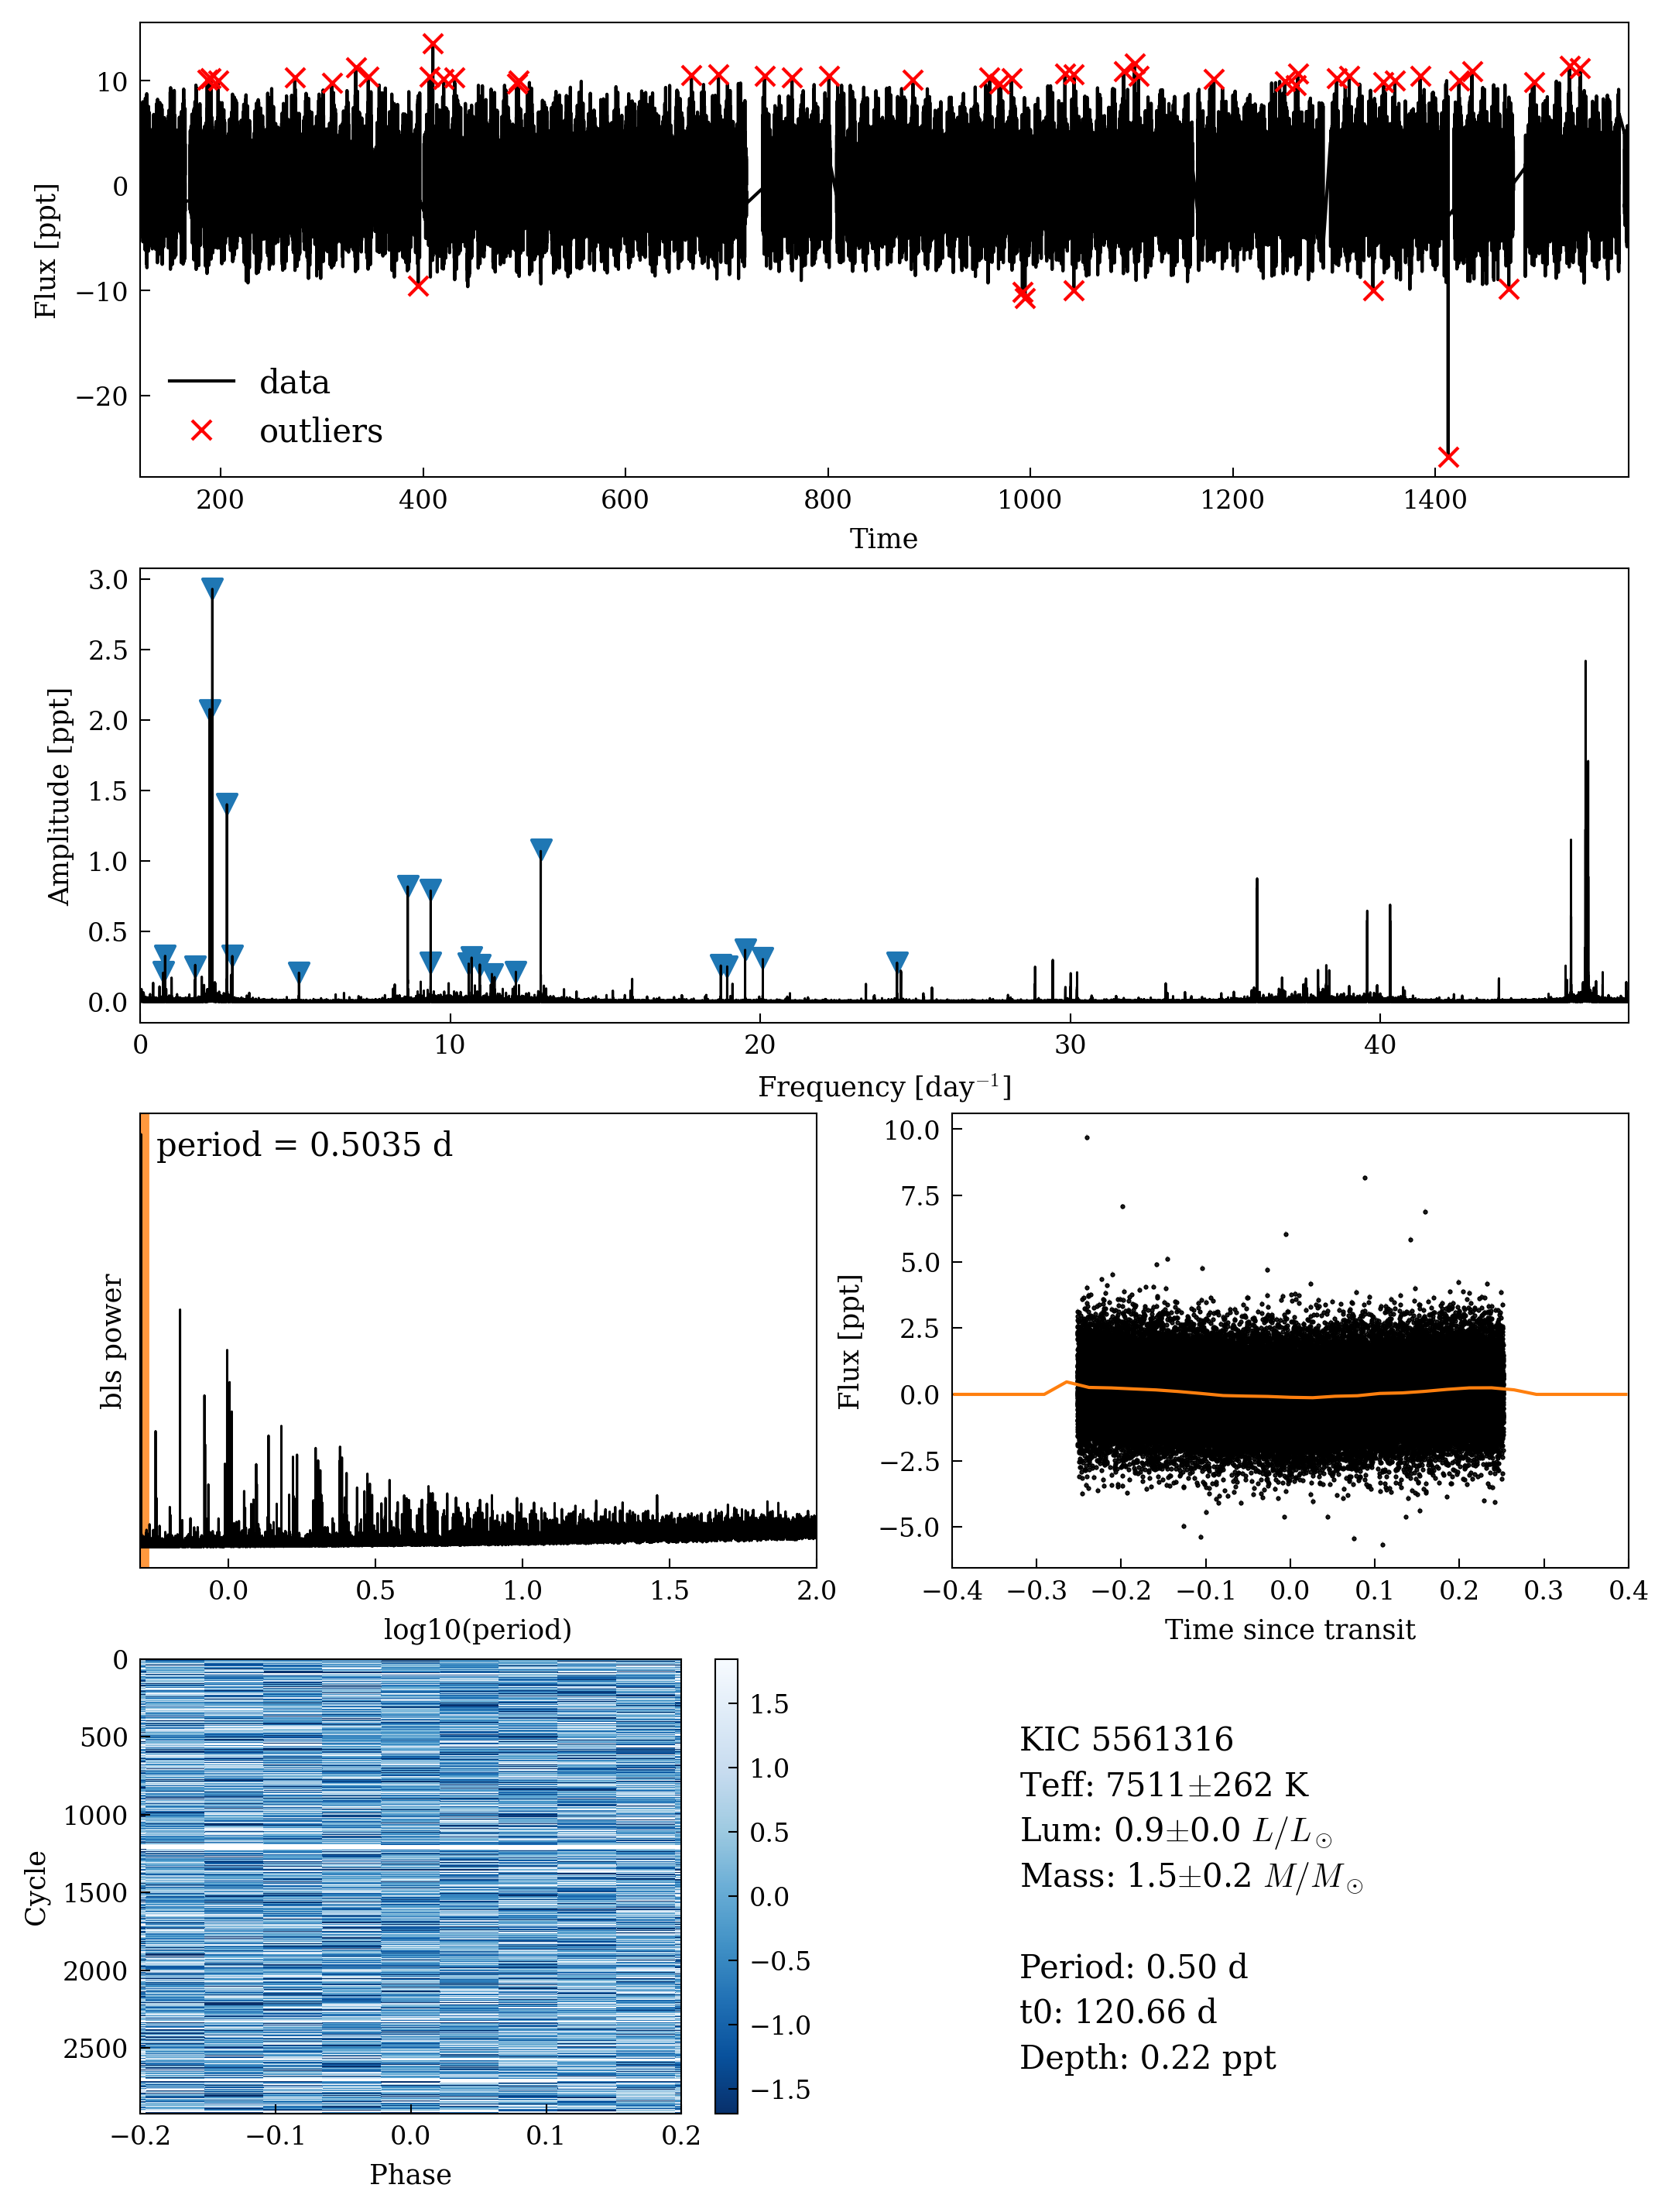 10
0
−10
−20
Flux [ppt]
data
outliers
200 400 600 800 1000 1200 1400
Time
3.0
2.5
2.0
1.5
1.0
0.5
0.0
Amplitude [ppt]
0 10 20 30 40
Frequency [day⁻¹]
period = 0.5035 d
bls power
0.0 0.5 1.0 1.5 2.0
log10(period)
10.0
7.5
5.0
2.5
0.0
−2.5
−5.0
Flux [ppt]
−0.4 −0.3 −0.2 −0.1 0.0 0.1 0.2 0.3 0.4
Time since transit
0
500
1000
1500
2000
2500
Cycle
−0.2 −0.1 0.0 0.1 0.2
Phase
1.5
1.0
0.5
0.0
−0.5
−1.0
−1.5
KIC 5561316
Teff: 7511±262 K
Lum: 0.9±0.0 L/L⊙
Mass: 1.5±0.2 M/M⊙
Period: 0.50 d
t0: 120.66 d
Depth: 0.22 ppt